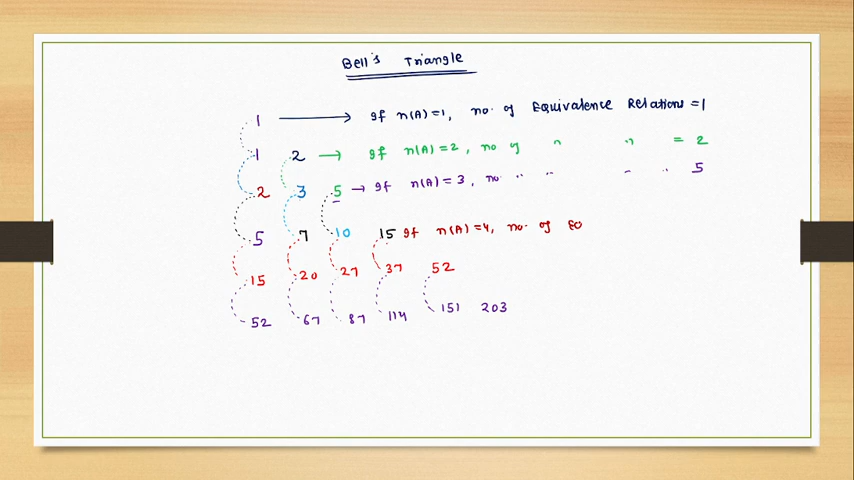 Bell's Triangle
1 → If n(A)=1, no. of Equivalence Relations = 1
1 2 → If n(A)=2, no of " " = 2
2 3 5 → If n(A)=3, no. " " " " 5
5 7 10 15 If n(A)=4, no. of EQ
15 20 27 37 52
52 67 87 114 151 203